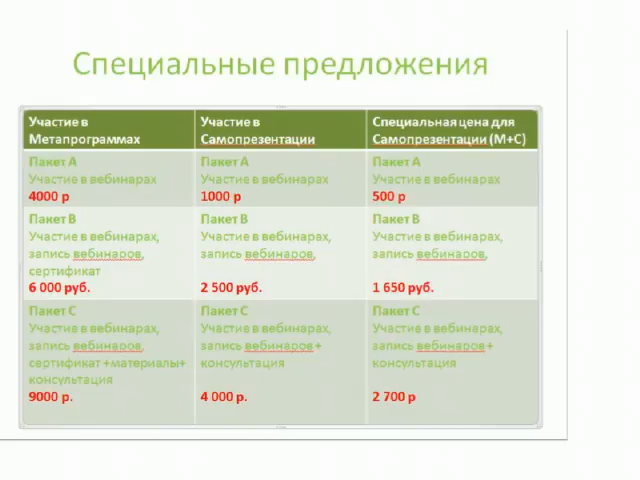 Специальные предложения
Участие в
Метапрограммах
Участие в
Самопрезентации
Специальная цена для
Самопрезентации (М+С)
Пакет А
Участие в вебинарах
4000 р
Пакет А
Участие в вебинарах
1000 р
Пакет А
Участие в вебинарах
500 р
Пакет В
Участие в вебинарах,
запись вебинаров,
сертификат
6 000 руб.
Пакет В
Участие в вебинарах,
запись вебинаров,
2 500 руб.
Пакет В
Участие в вебинарах,
запись вебинаров,
1 650 руб.
Пакет С
Участие в вебинарах,
запись вебинаров,
сертификат +материалы+
консультация
9000 р.
Пакет С
Участие в вебинарах,
запись вебинаров +
консультация
4 000 р.
Пакет С
Участие в вебинарах,
запись вебинаров +
консультация
2 700 р